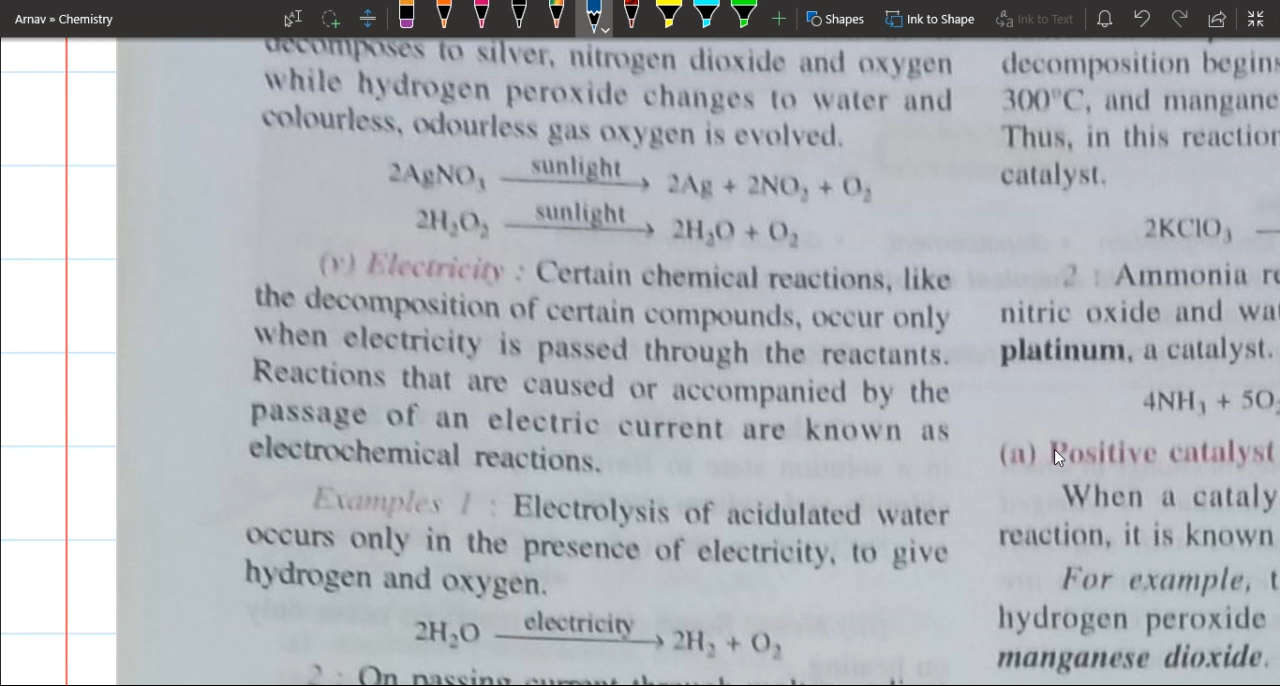 Arnav » Chemistry
Shapes
Ink to Shape
Ink to Text
decomposes to silver, nitrogen dioxide and oxygen
while hydrogen peroxide changes to water and
colourless, odourless gas oxygen is evolved.
2AgNO₃ sunlight → 2Ag + 2NO₂ + O₂
2H₂O₂ sunlight → 2H₂O + O₂
(v) Electricity : Certain chemical reactions, like
the decomposition of certain compounds, occur only
when electricity is passed through the reactants.
Reactions that are caused or accompanied by the
passage of an electric current are known as
electrochemical reactions.
Examples 1 : Electrolysis of acidulated water
occurs only in the presence of electricity, to give
hydrogen and oxygen.
2H₂O electricity → 2H₂ + O₂
2 : On passing current through
decomposition begins
300°C, and mangane
Thus, in this reaction
catalyst.
2KClO₃
2. Ammonia re
nitric oxide and wa
platinum, a catalyst.
4NH₃ + 5O
(a) Positive catalyst
When a cataly
reaction, it is known
For example, t
hydrogen peroxide
manganese dioxide.